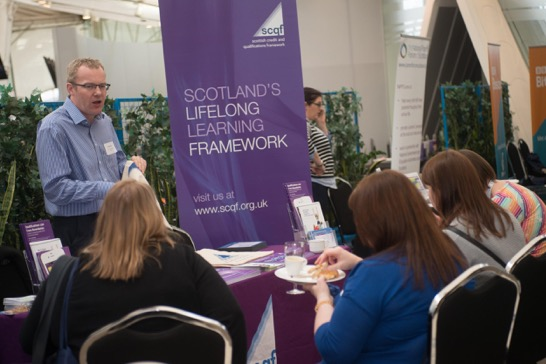 scqf
scottish credit and
qualifications framework
SCOTLAND'S
LIFELONG
LEARNING
FRAMEWORK
visit us at
www.scqf.org.uk